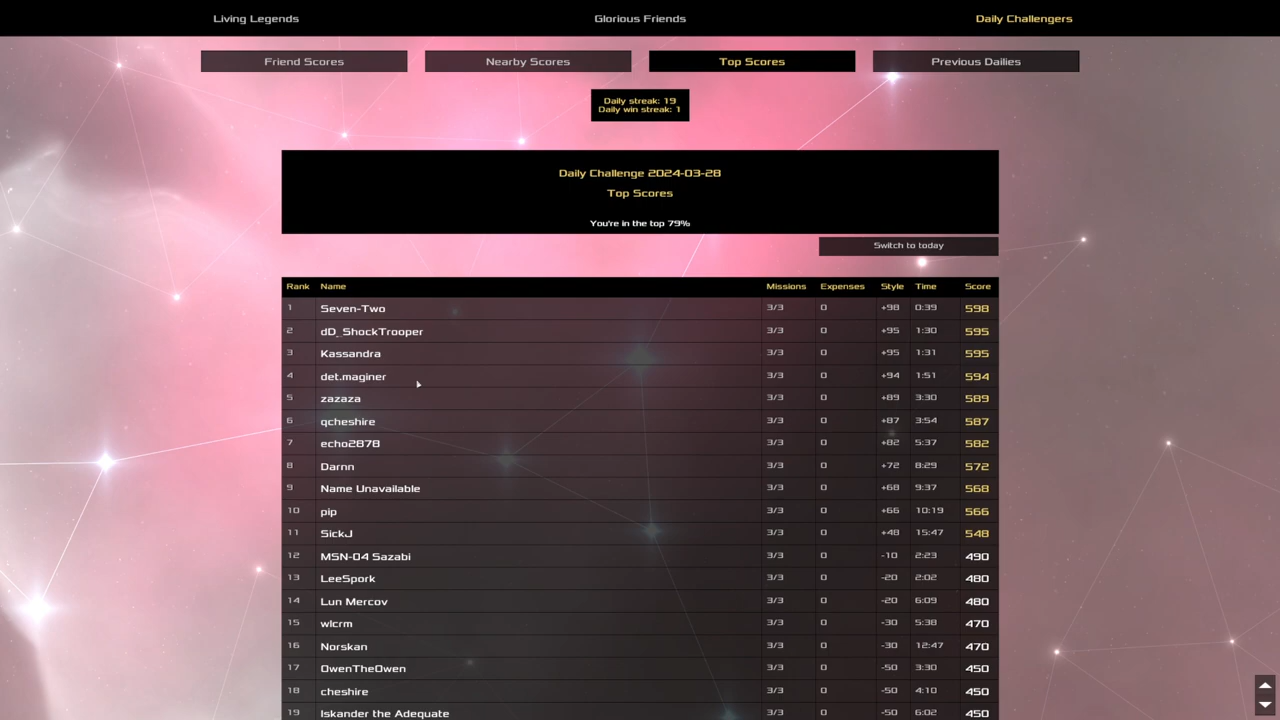 Living Legends Glorious Friends Daily Challengers
Friend Scores Nearby Scores Top Scores Previous Dailies
Daily streak: 19
Daily win streak: 1
Daily Challenge 2024-03-28
Top Scores
You're in the top 79%
Switch to today
Rank Name Missions Expenses Style Time Score
1 Seven-Two 3/3 0 +98 0:39 598
2 dD_ShockTrooper 3/3 0 +95 1:30 595
3 Kassandra 3/3 0 +95 1:31 595
4 det.maginer 3/3 0 +94 1:51 594
5 zazaza 3/3 0 +89 3:30 589
6 qcheshire 3/3 0 +87 3:54 587
7 echo2878 3/3 0 +82 5:37 582
8 Darnn 3/3 0 +72 8:29 572
9 Name Unavailable 3/3 0 +68 9:37 568
10 pip 3/3 0 +66 10:19 566
11 SickJ 3/3 0 +48 15:47 548
12 MSN-04 Sazabi 3/3 0 -10 2:23 490
13 LeeSpork 3/3 0 -20 2:02 480
14 Lun Mercov 3/3 0 -20 6:09 480
15 wlcrm 3/3 0 -30 5:38 470
16 Norskan 3/3 0 -30 12:47 470
17 OwenTheOwen 3/3 0 -50 3:30 450
18 cheshire 3/3 0 -50 4:10 450
19 Iskander the Adequate 3/3 0 -50 6:02 450